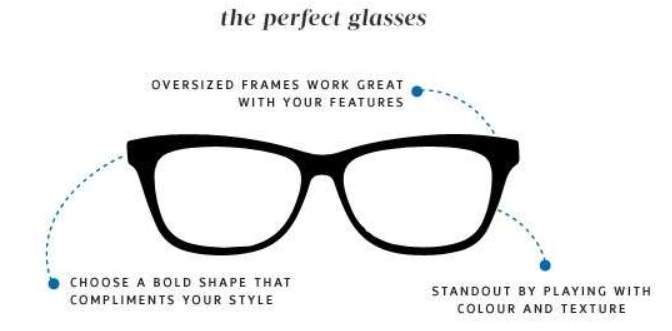 the perfect glasses
OVERSIZED FRAMES WORK GREAT
WITH YOUR FEATURES
CHOOSE A BOLD SHAPE THAT
COMPLIMENTS YOUR STYLE
STANDOUT BY PLAYING WITH
COLOUR AND TEXTURE